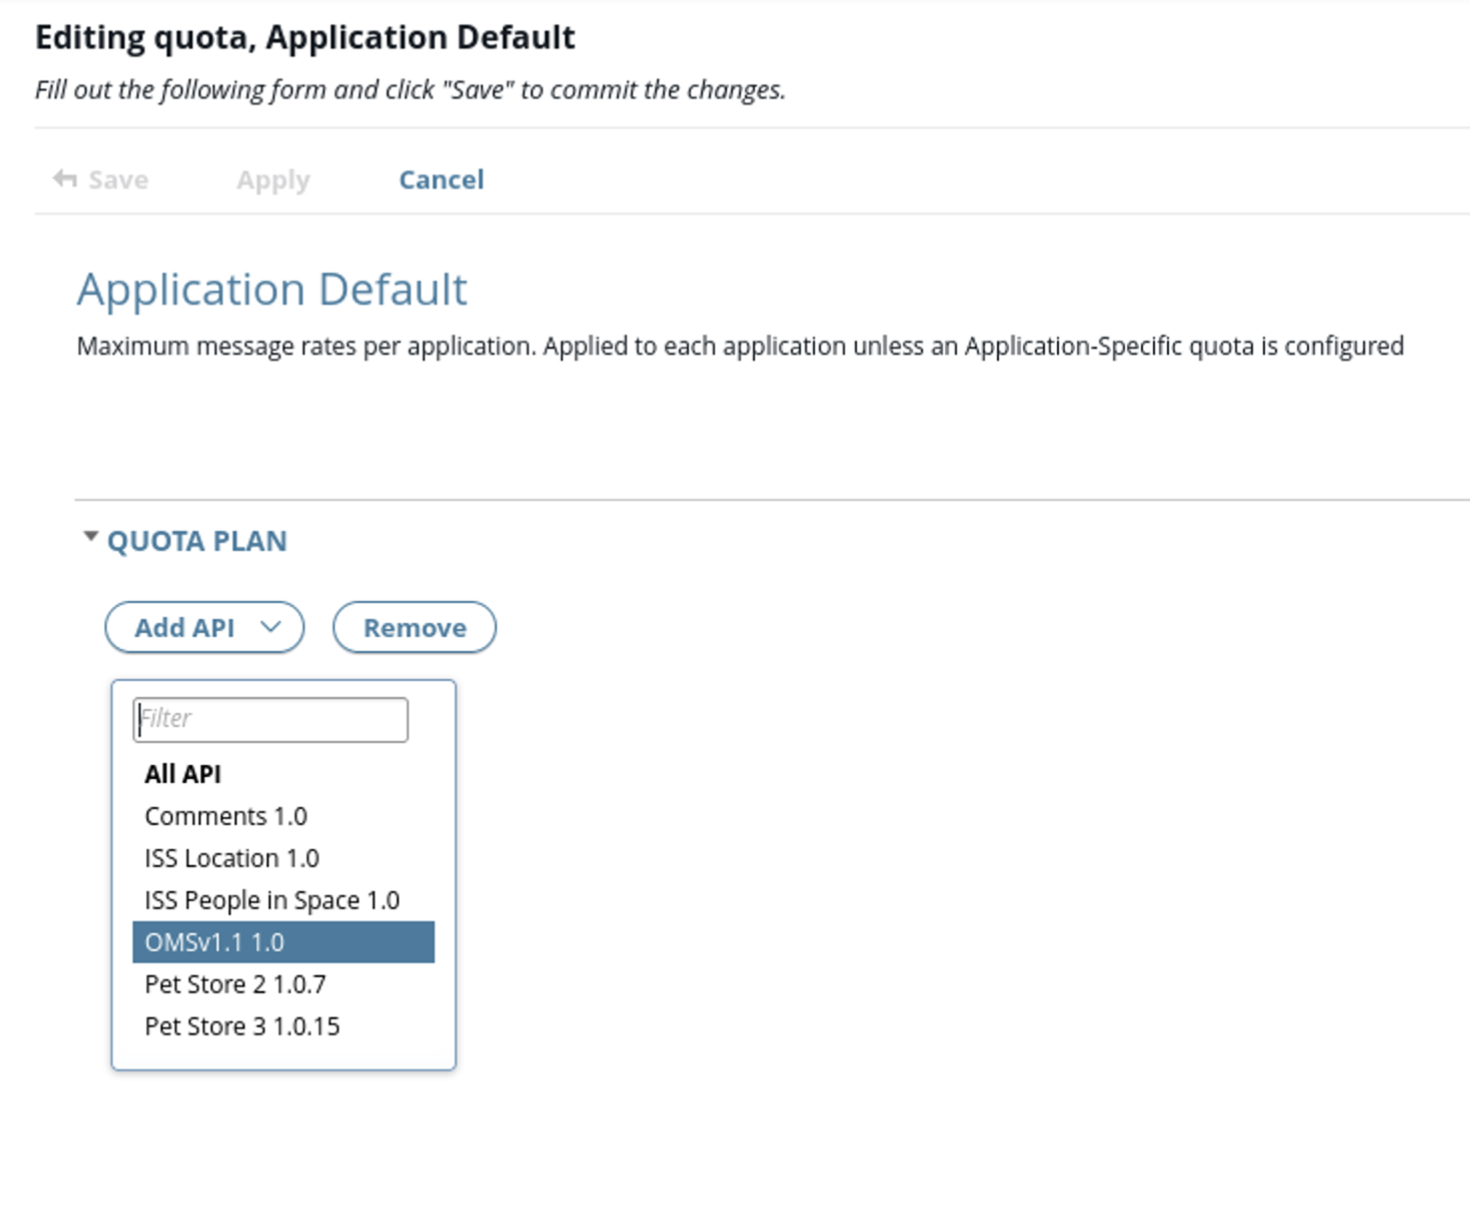 Editing quota, Application Default
Fill out the following form and click "Save" to commit the changes.
Save Apply Cancel
Application Default
Maximum message rates per application. Applied to each application unless an Application-Specific quota is configured
QUOTA PLAN
Add API Remove
Filter
All API
Comments 1.0
ISS Location 1.0
ISS People in Space 1.0
OMSv1.1 1.0
Pet Store 2 1.0.7
Pet Store 3 1.0.15